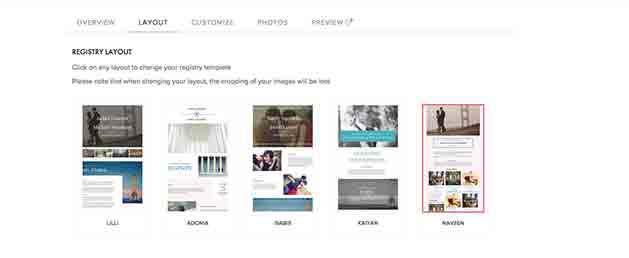 OVERVIEW LAYOUT CUSTOMIZE PHOTOS PREVIEW
REGISTRY LAYOUT
Click on any layout to change your registry template
Please note that when changing your layout, the cropping of your images will be lost
LILLI ADONIA ISABIS KAIYAN NAVEEN